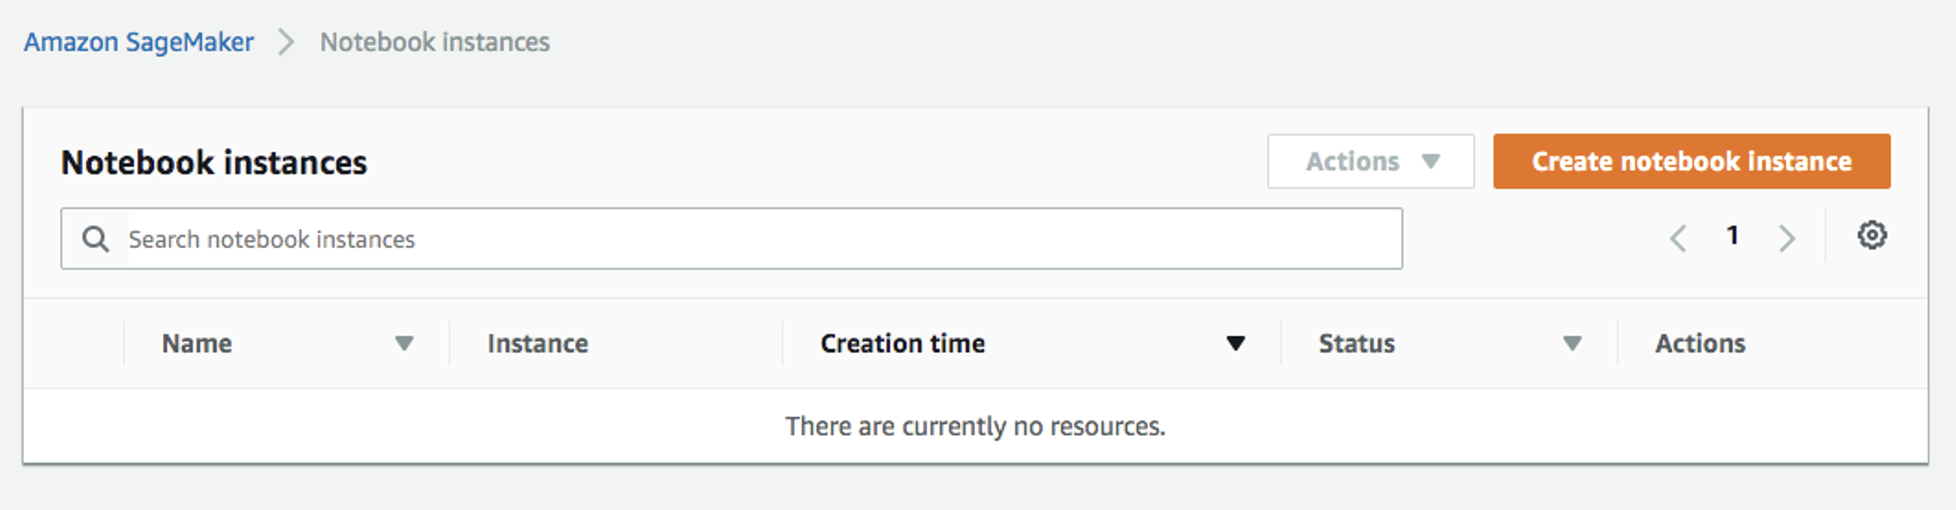 Amazon SageMaker > Notebook instances
Notebook instances Actions Create notebook instance
Search notebook instances 1
Name Instance Creation time Status Actions
There are currently no resources.